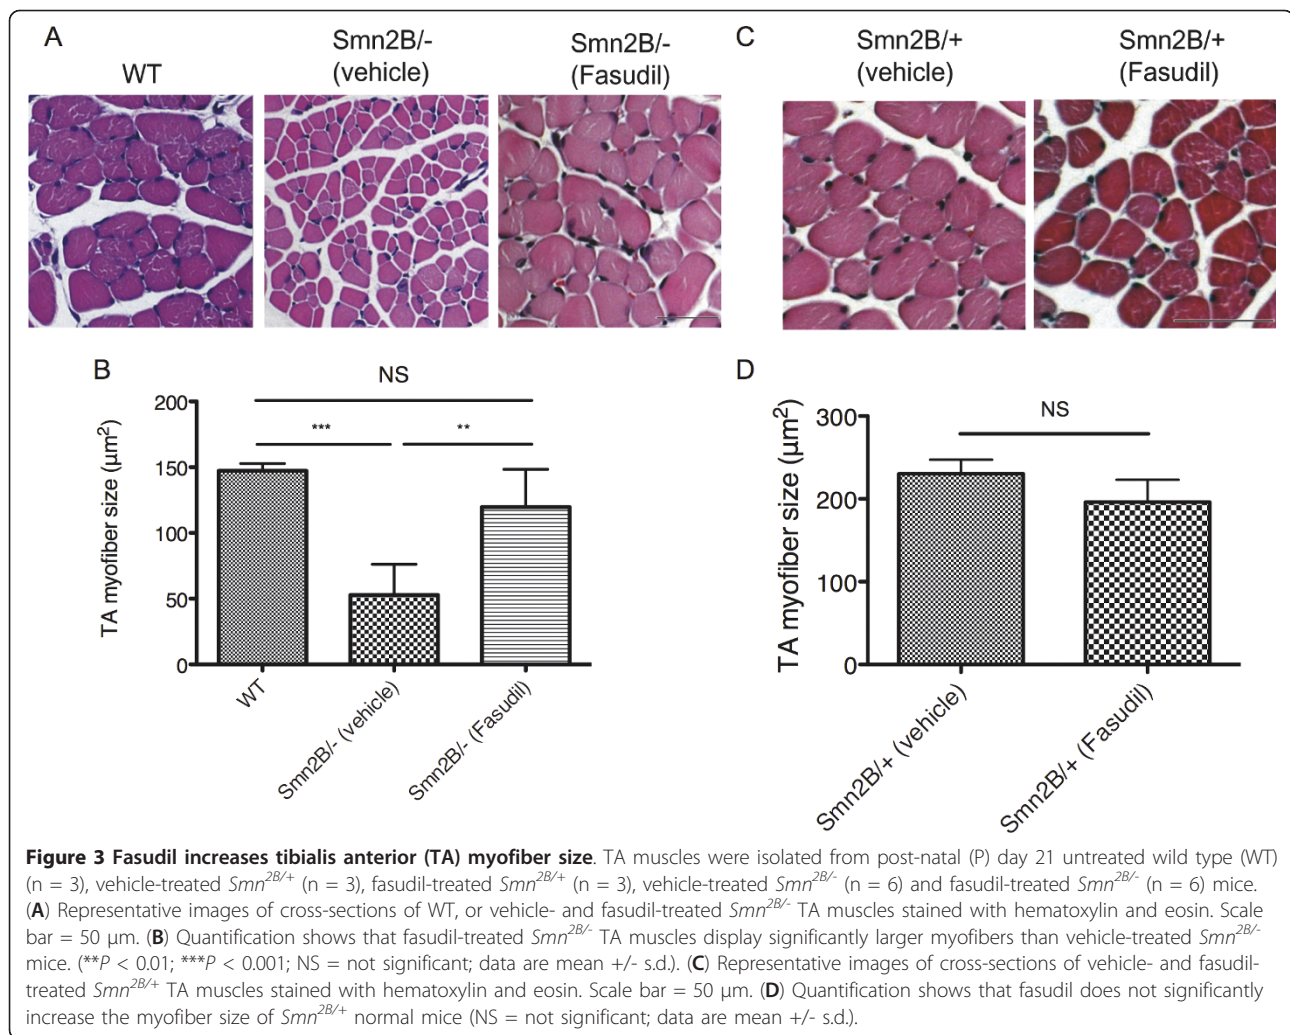 A
WT
Smn2B/-
(vehicle)
Smn2B/-
(Fasudil)
C
Smn2B/+
(vehicle)
Smn2B/+
(Fasudil)
B
TA myofiber size (µm²)
200
150
100
50
0
NS
***
**
WT
Smn2B/- (vehicle)
Smn2B/- (Fasudil)
D
TA myofiber size (µm²)
300
200
100
0
NS
Smn2B/+ (vehicle)
Smn2B/+ (Fasudil)
Figure 3 Fasudil increases tibialis anterior (TA) myofiber size. TA muscles were isolated from post-natal (P) day 21 untreated wild type (WT)
(n = 3), vehicle-treated Smn2B/+ (n = 3), fasudil-treated Smn2B/+ (n = 3), vehicle-treated Smn2B/- (n = 6) and fasudil-treated Smn2B/- (n = 6) mice.
(A) Representative images of cross-sections of WT, or vehicle- and fasudil-treated Smn2B/- TA muscles stained with hematoxylin and eosin. Scale
bar = 50 µm. (B) Quantification shows that fasudil-treated Smn2B/- TA muscles display significantly larger myofibers than vehicle-treated Smn2B/-
mice. (**P < 0.01; ***P < 0.001; NS = not significant; data are mean +/- s.d.). (C) Representative images of cross-sections of vehicle- and fasudil-
treated Smn2B/+ TA muscles stained with hematoxylin and eosin. Scale bar = 50 µm. (D) Quantification shows that fasudil does not significantly
increase the myofiber size of Smn2B/+ normal mice (NS = not significant; data are mean +/- s.d.).